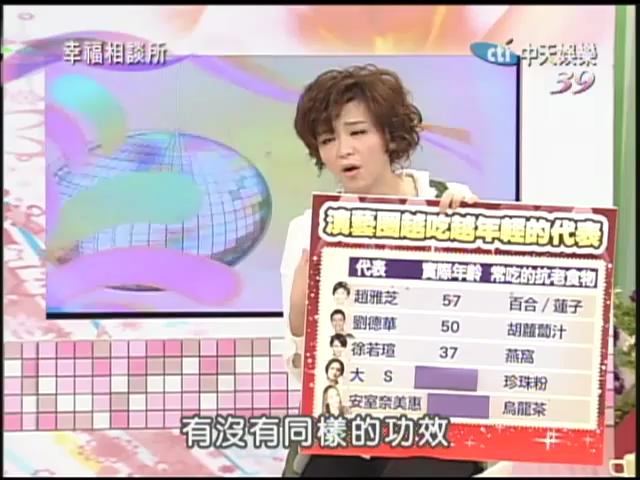 幸福相談所
cti 中天娛樂
39
演藝圈越吃越年輕的代表
代表 實際年齡 常吃的抗老食物
趙雅芝 57 百合/蓮子
劉德華 50 胡蘿蔔汁
徐若瑄 37 燕窩
大 S 珍珠粉
安室奈美惠 烏龍茶
有沒有同樣的功效